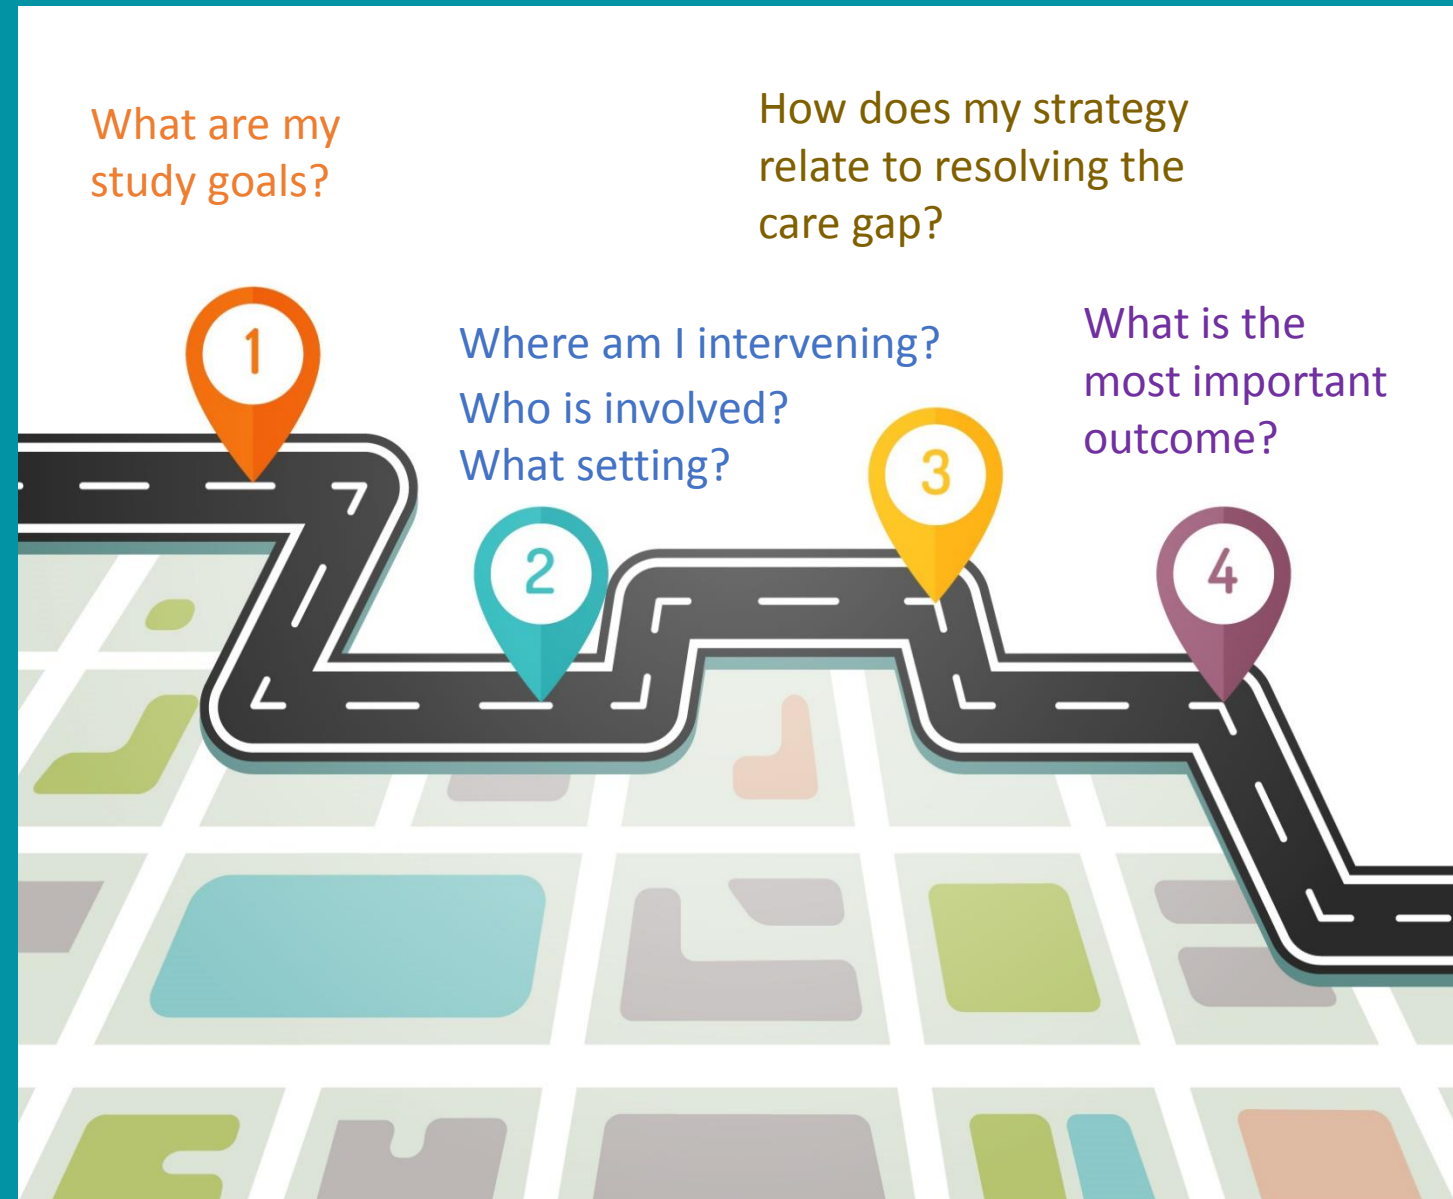 What are my
study goals?
1
Where am I intervening?
Who is involved?
What setting?
2
How does my strategy
relate to resolving the
care gap?
3
What is the
most important
outcome?
4